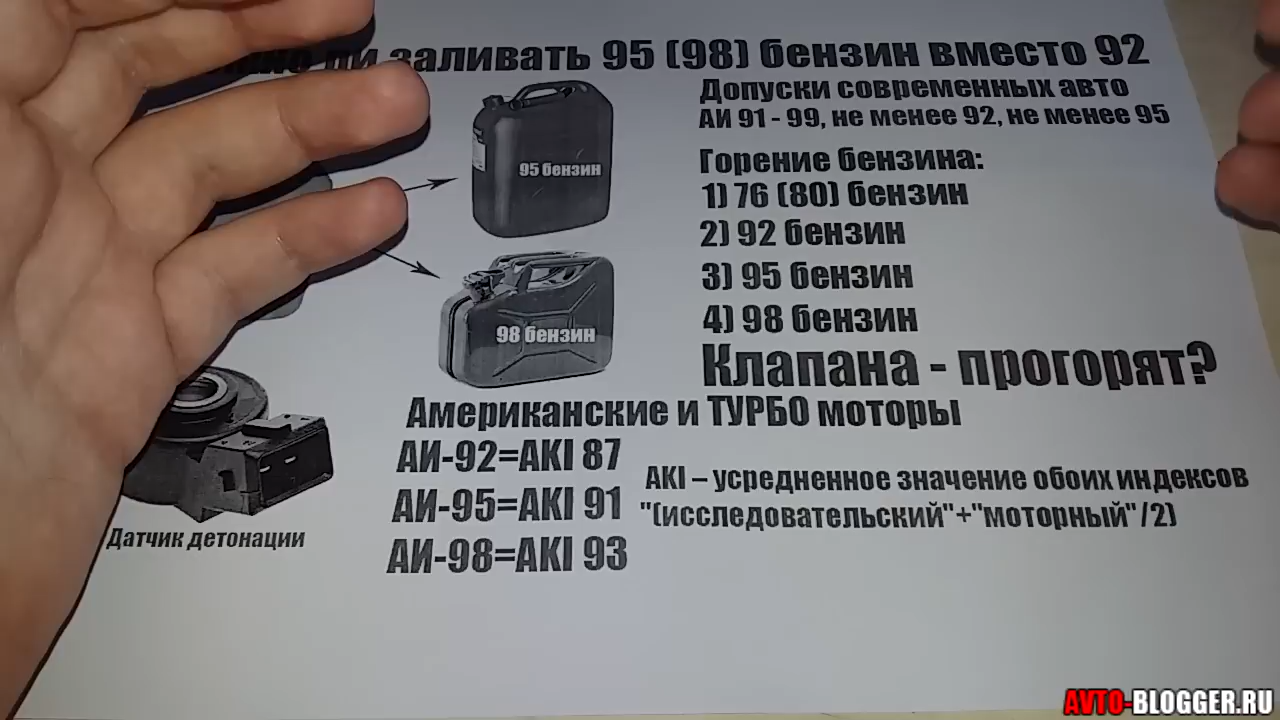 заливать 95 (98) бензин вместо 92
Допуски современных авто
АИ 91 - 99, не менее 92, не менее 95
95 бензин
Горение бензина:
1) 76 (80) бензин
2) 92 бензин
3) 95 бензин
4) 98 бензин
98 бензин
Клапана - прогорят?
Американские и ТУРБО моторы
АИ-92=AKI 87
АИ-95=AKI 91
АИ-98=AKI 93
AKI – усредненное значение обоих индексов
"(исследовательский"+"моторный"/2)
Датчик детонации
AVTO-BLOGGER.RU